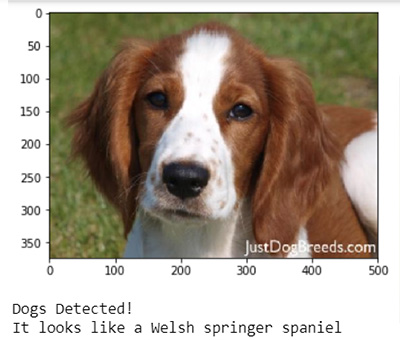 0
50
100
150
200
250
300
350
JustDogBreeds.com
0 100 200 300 400 500
Dogs Detected!
It looks like a Welsh springer spaniel